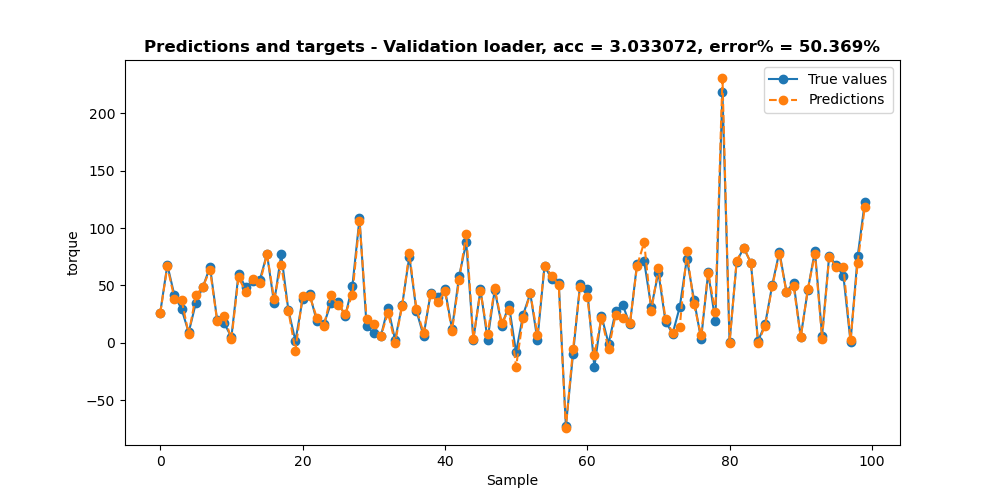 Predictions and targets - Validation loader, acc = 3.033072, error% = 50.369%
True values
Predictions
200
150
100
50
0
−50
torque
0 20 40 60 80 100
Sample